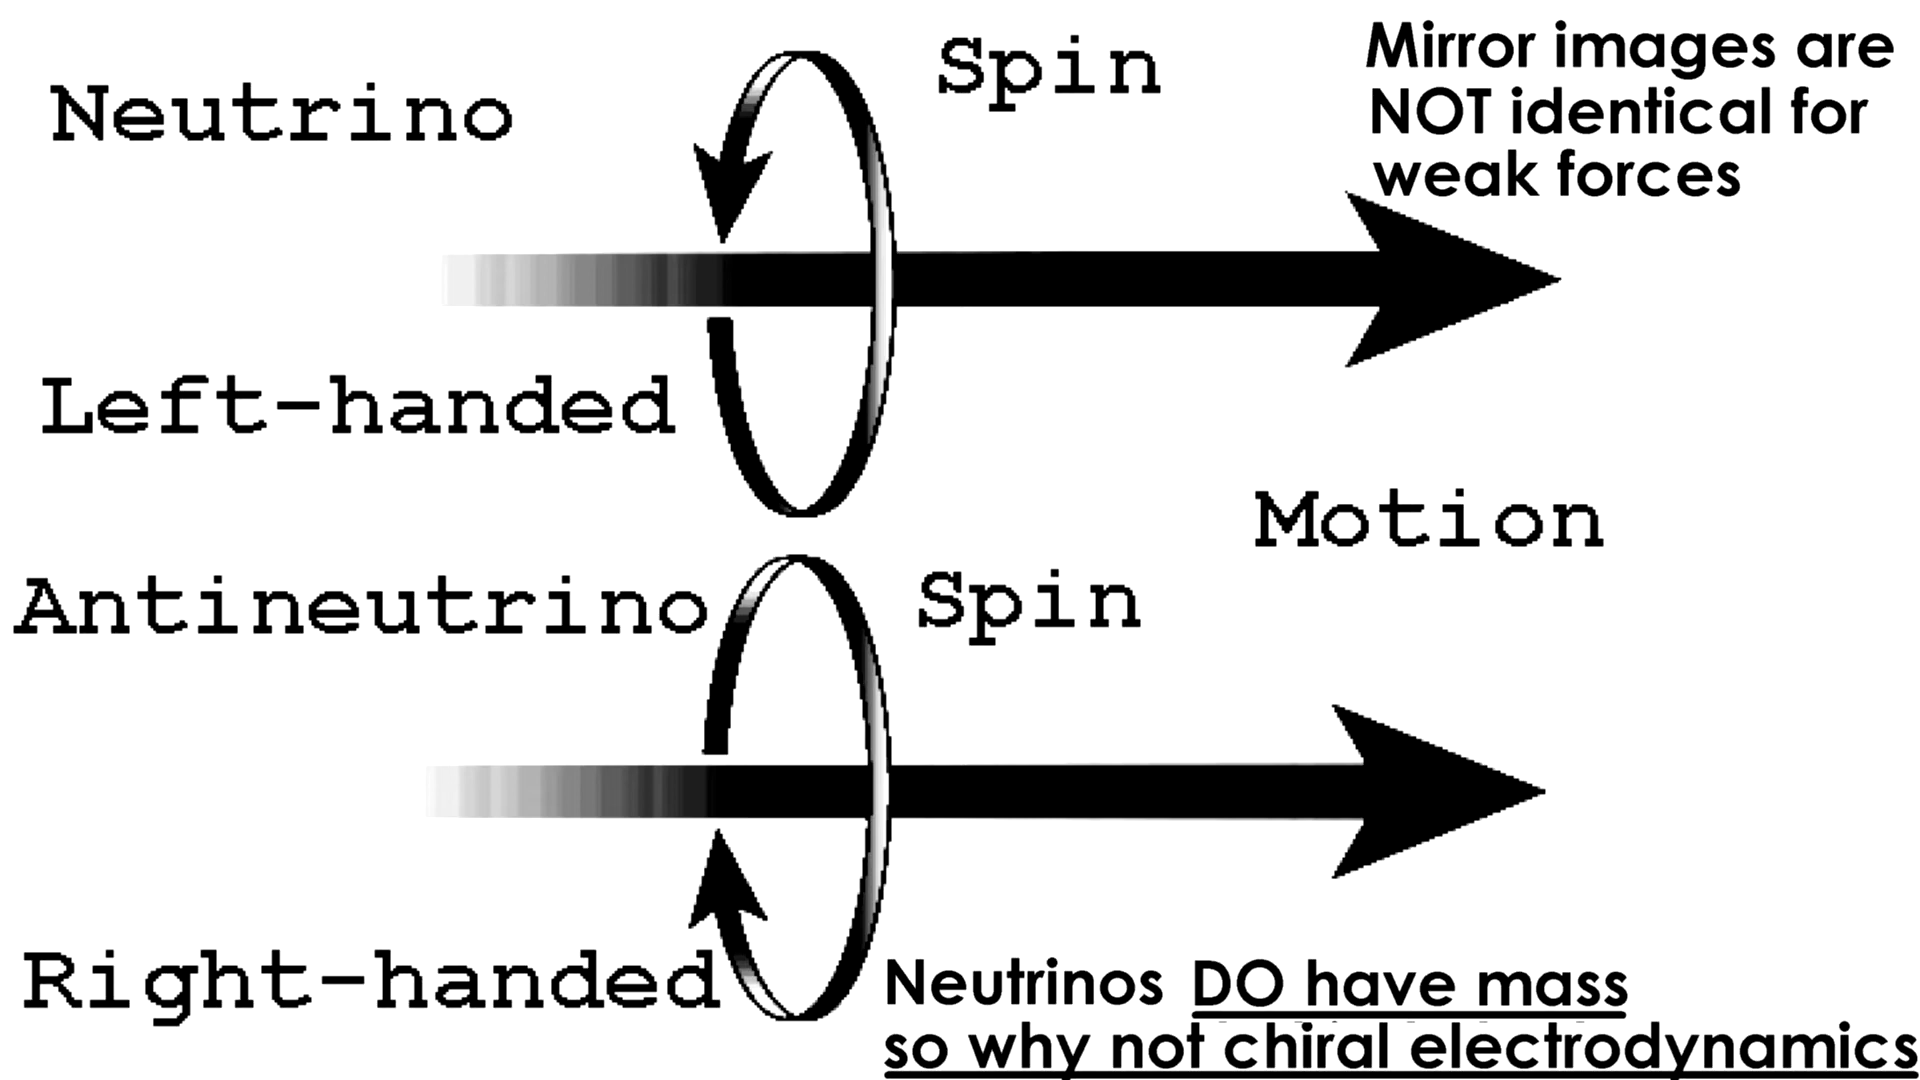 Neutrino
Spin
Mirror images are
NOT identical for
weak forces
Left-handed
Motion
Antineutrino
Spin
Right-handed
Neutrinos DO have mass
so why not chiral electrodynamics